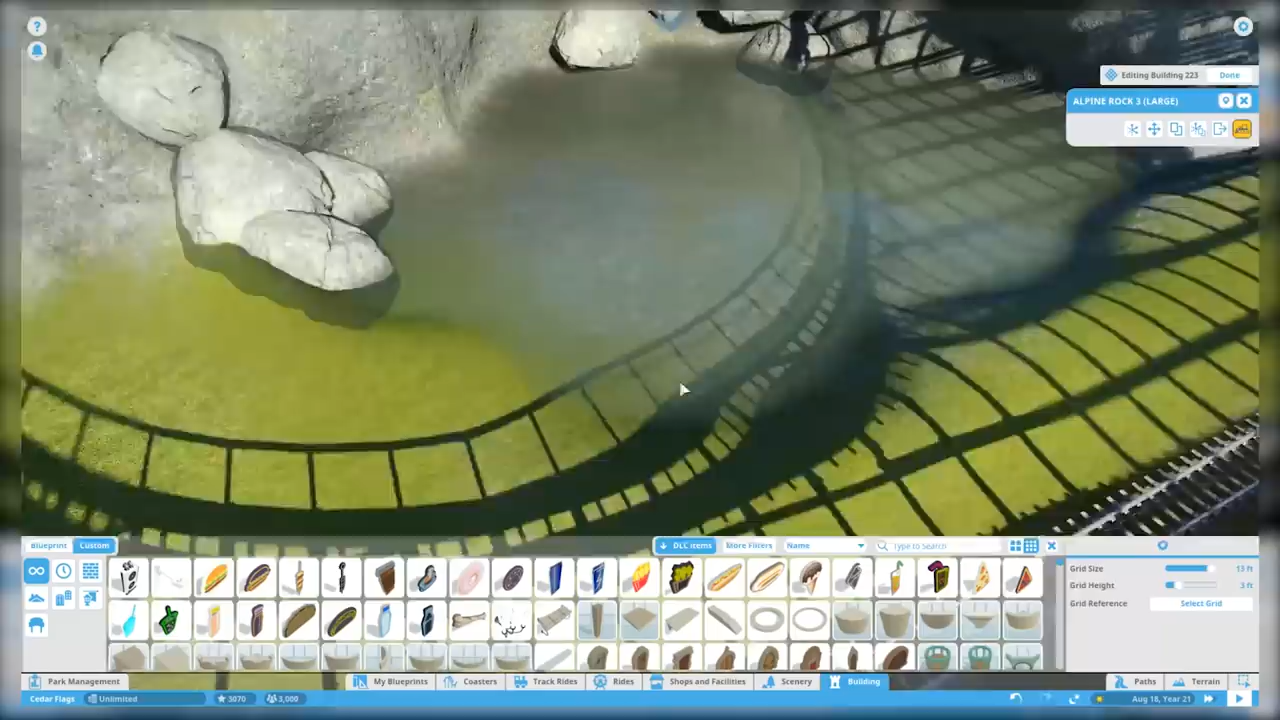 ?
Editing Building 223 Done
ALPINE ROCK 3 (LARGE)
Blueprint Custom DLC Items More Filters Name Type to Search
Grid Size 13 ft
Grid Height 3 ft
Grid Reference Select Grid
Park Management My Blueprints Coasters Track Rides Rides Shops and Facilities Scenery Building Paths Terrain
Cedar Flags Unlimited 5070 3,000 Aug 18, Year 21